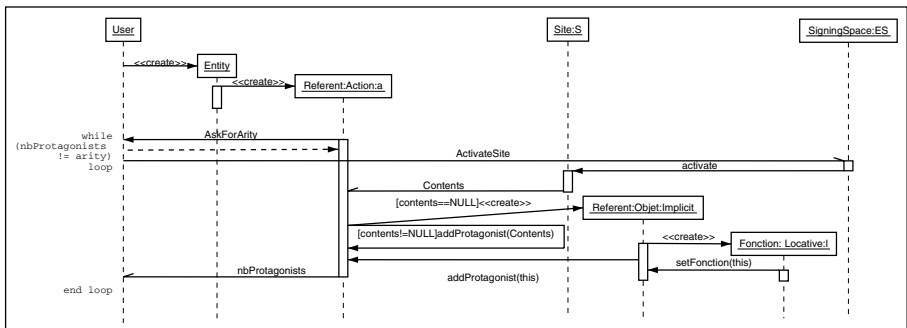 User
Site:S
SigningSpace:ES
<<create>>
Entity
<<create>>
Referent:Action:a
while
(nbProtagonists
!= arity)
loop
AskForArity
ActivateSite
activate
Contents
[contents==NULL]<<create>>
Referent:Objet:Implicit
[contents!=NULL]addProtagonist(Contents)
<<create>>
Fonction: Locative:l
setFonction(this)
nbProtagonists
addProtagonist(this)
end loop